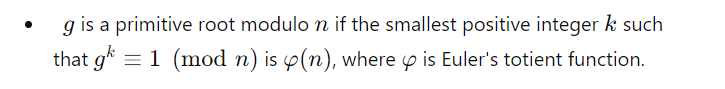 • g is a primitive root modulo n if the smallest positive integer k such
that gᵏ ≡ 1 (mod n) is φ(n), where φ is Euler's totient function.